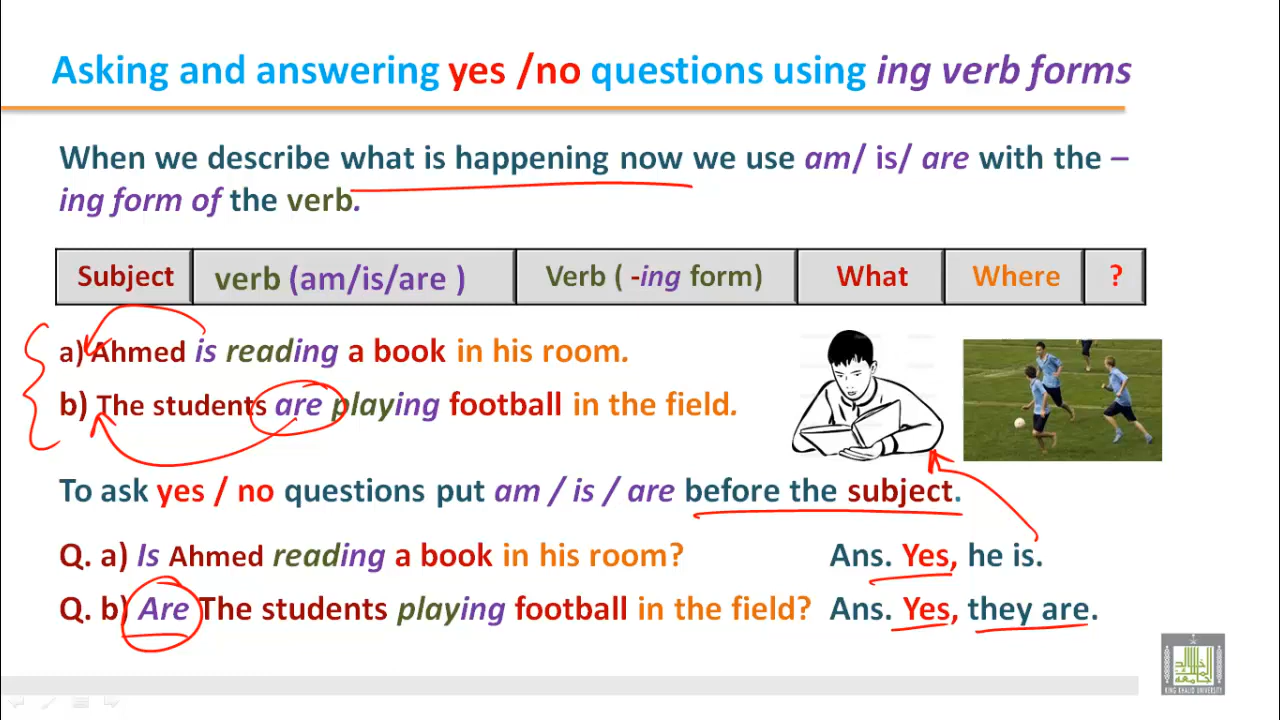 Asking and answering yes /no questions using ing verb forms
When we describe what is happening now we use am/ is/ are with the –
ing form of the verb.
Subject verb (am/is/are ) Verb ( -ing form) What Where ?
a) Ahmed is reading a book in his room.
b) The students are playing football in the field.
To ask yes / no questions put am / is / are before the subject.
Q. a) Is Ahmed reading a book in his room? Ans. Yes, he is.
Q. b) Are The students playing football in the field? Ans. Yes, they are.
KING KHALID UNIVERSITY